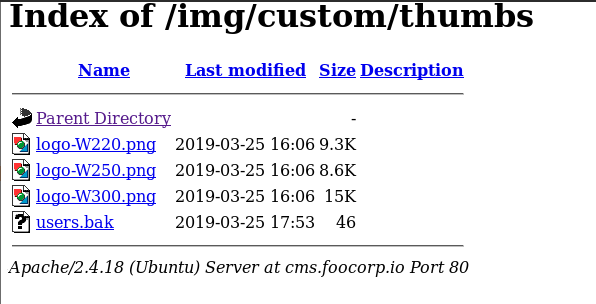 Index of /img/custom/thumbs
Name Last modified Size Description
Parent Directory -
logo-W220.png 2019-03-25 16:06 9.3K
logo-W250.png 2019-03-25 16:06 8.6K
logo-W300.png 2019-03-25 16:06 15K
users.bak 2019-03-25 17:53 46
Apache/2.4.18 (Ubuntu) Server at cms.foocorp.io Port 80